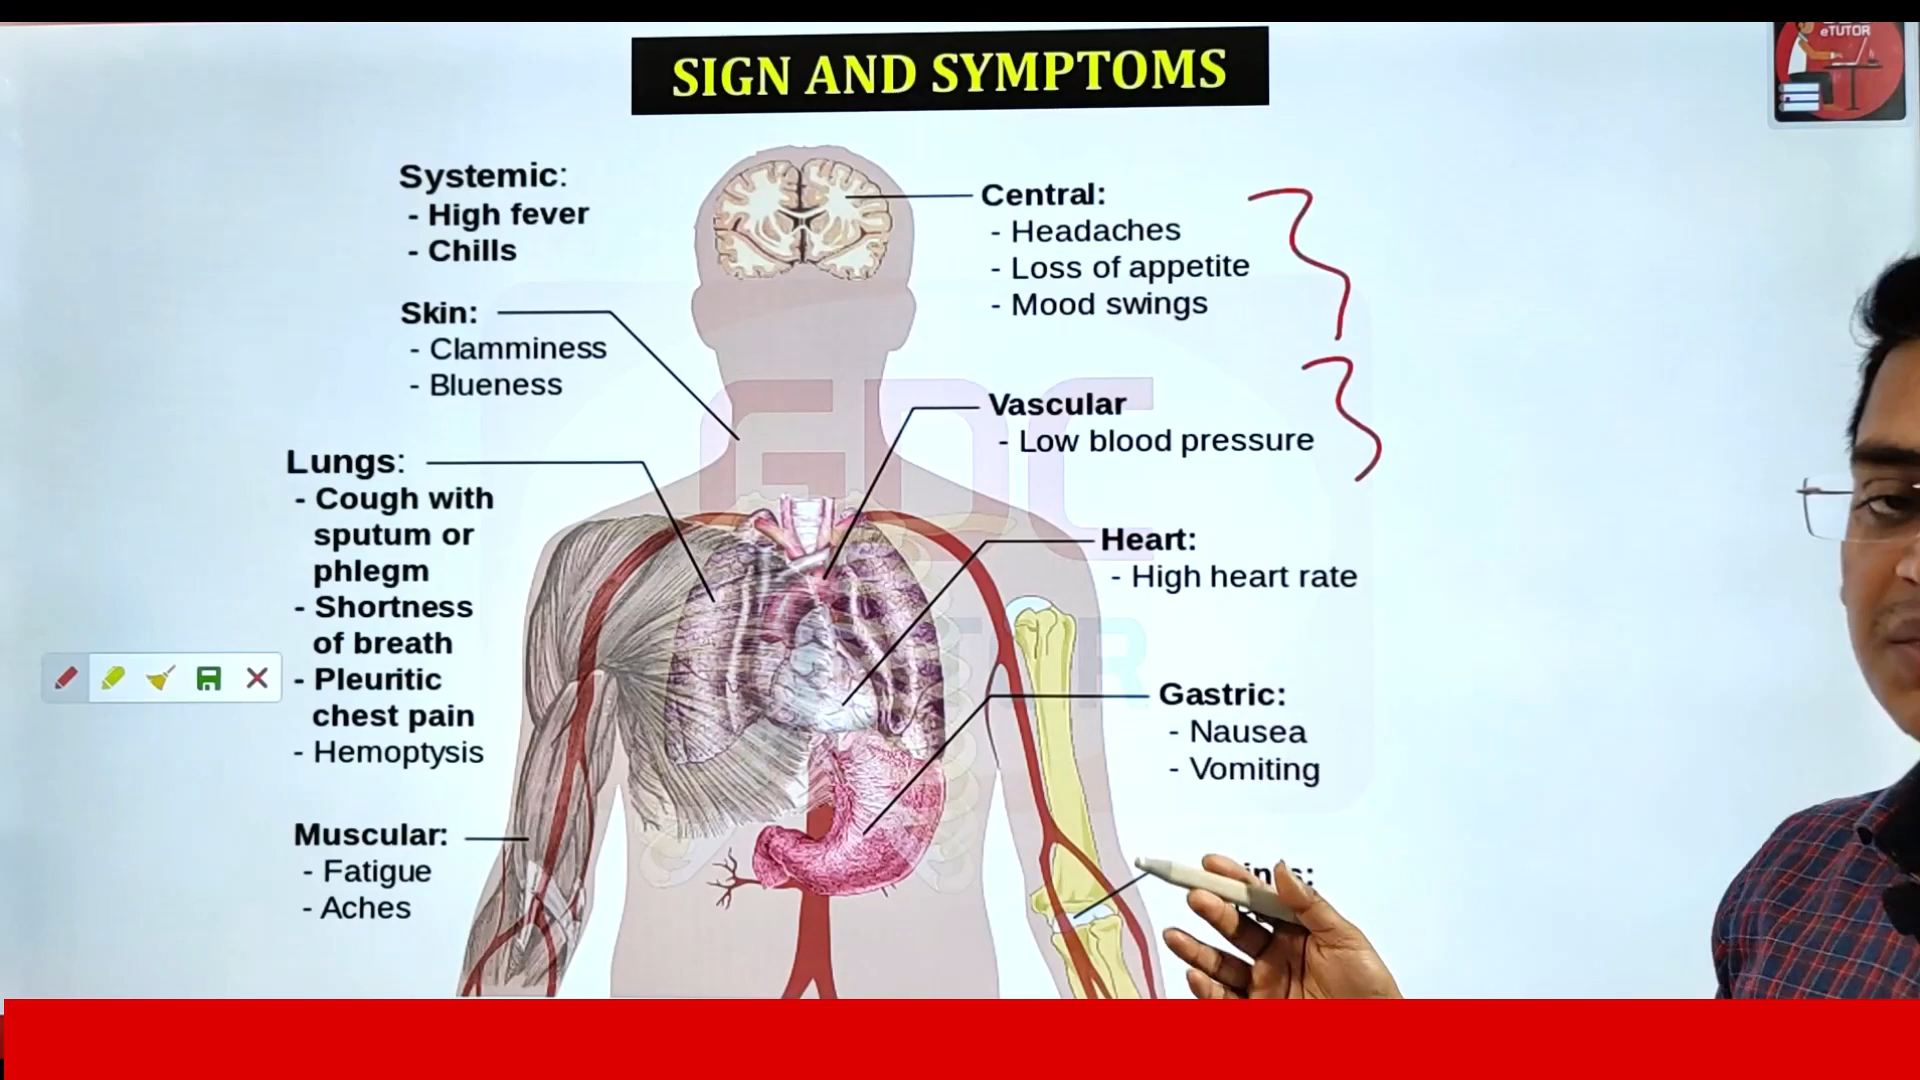 eTUTOR
SIGN AND SYMPTOMS
Systemic:
- High fever
- Chills
Skin:
- Clamminess
- Blueness
Lungs:
- Cough with
sputum or
phlegm
- Shortness
of breath
- Pleuritic
chest pain
- Hemoptysis
Muscular:
- Fatigue
- Aches
Central:
- Headaches
- Loss of appetite
- Mood swings
Vascular
- Low blood pressure
Heart:
- High heart rate
Gastric:
- Nausea
- Vomiting
EDC